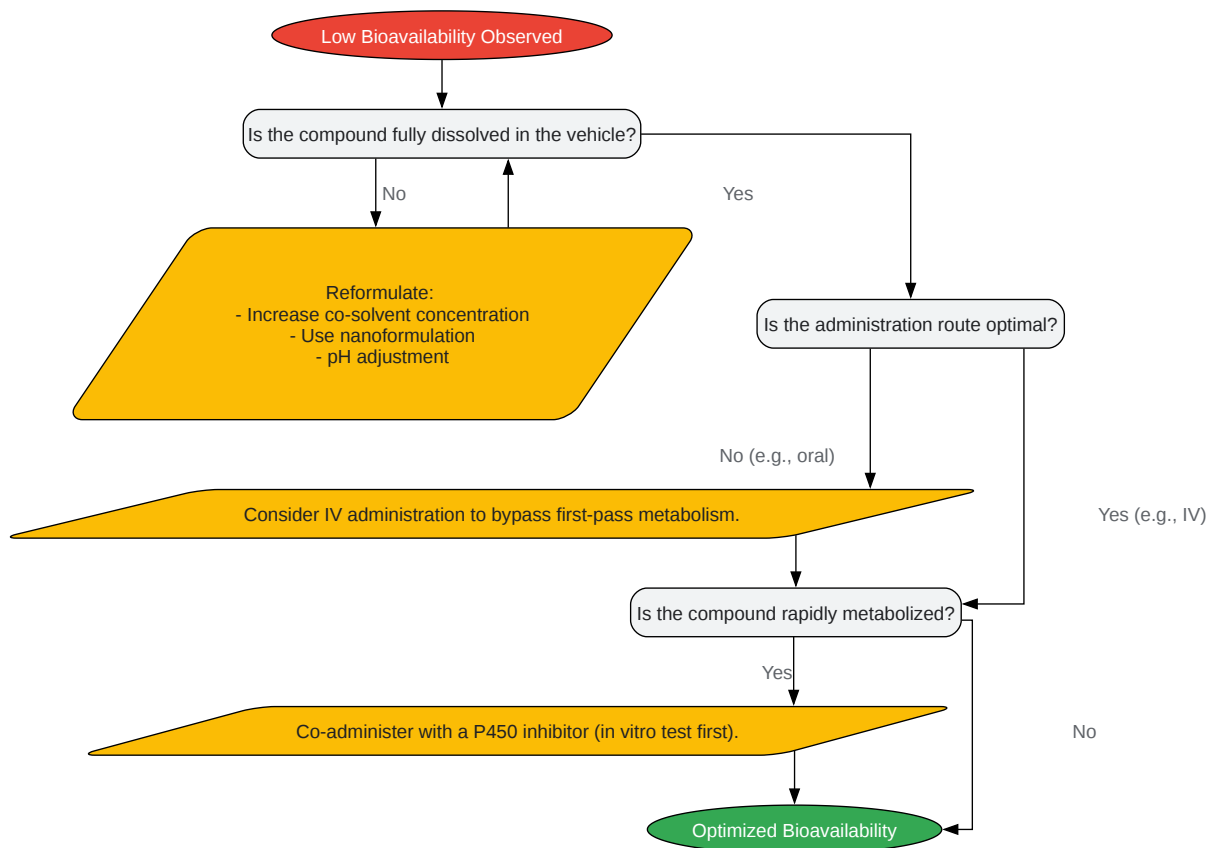 Low Bioavailability Observed
Is the compound fully dissolved in the vehicle?
No
Yes
Reformulate:
- Increase co-solvent concentration
- Use nanoformulation
- pH adjustment
Is the administration route optimal?
No (e.g., oral)
Consider IV administration to bypass first-pass metabolism.
Yes (e.g., IV)
Is the compound rapidly metabolized?
Yes
Co-administer with a P450 inhibitor (in vitro test first).
No
Optimized Bioavailability